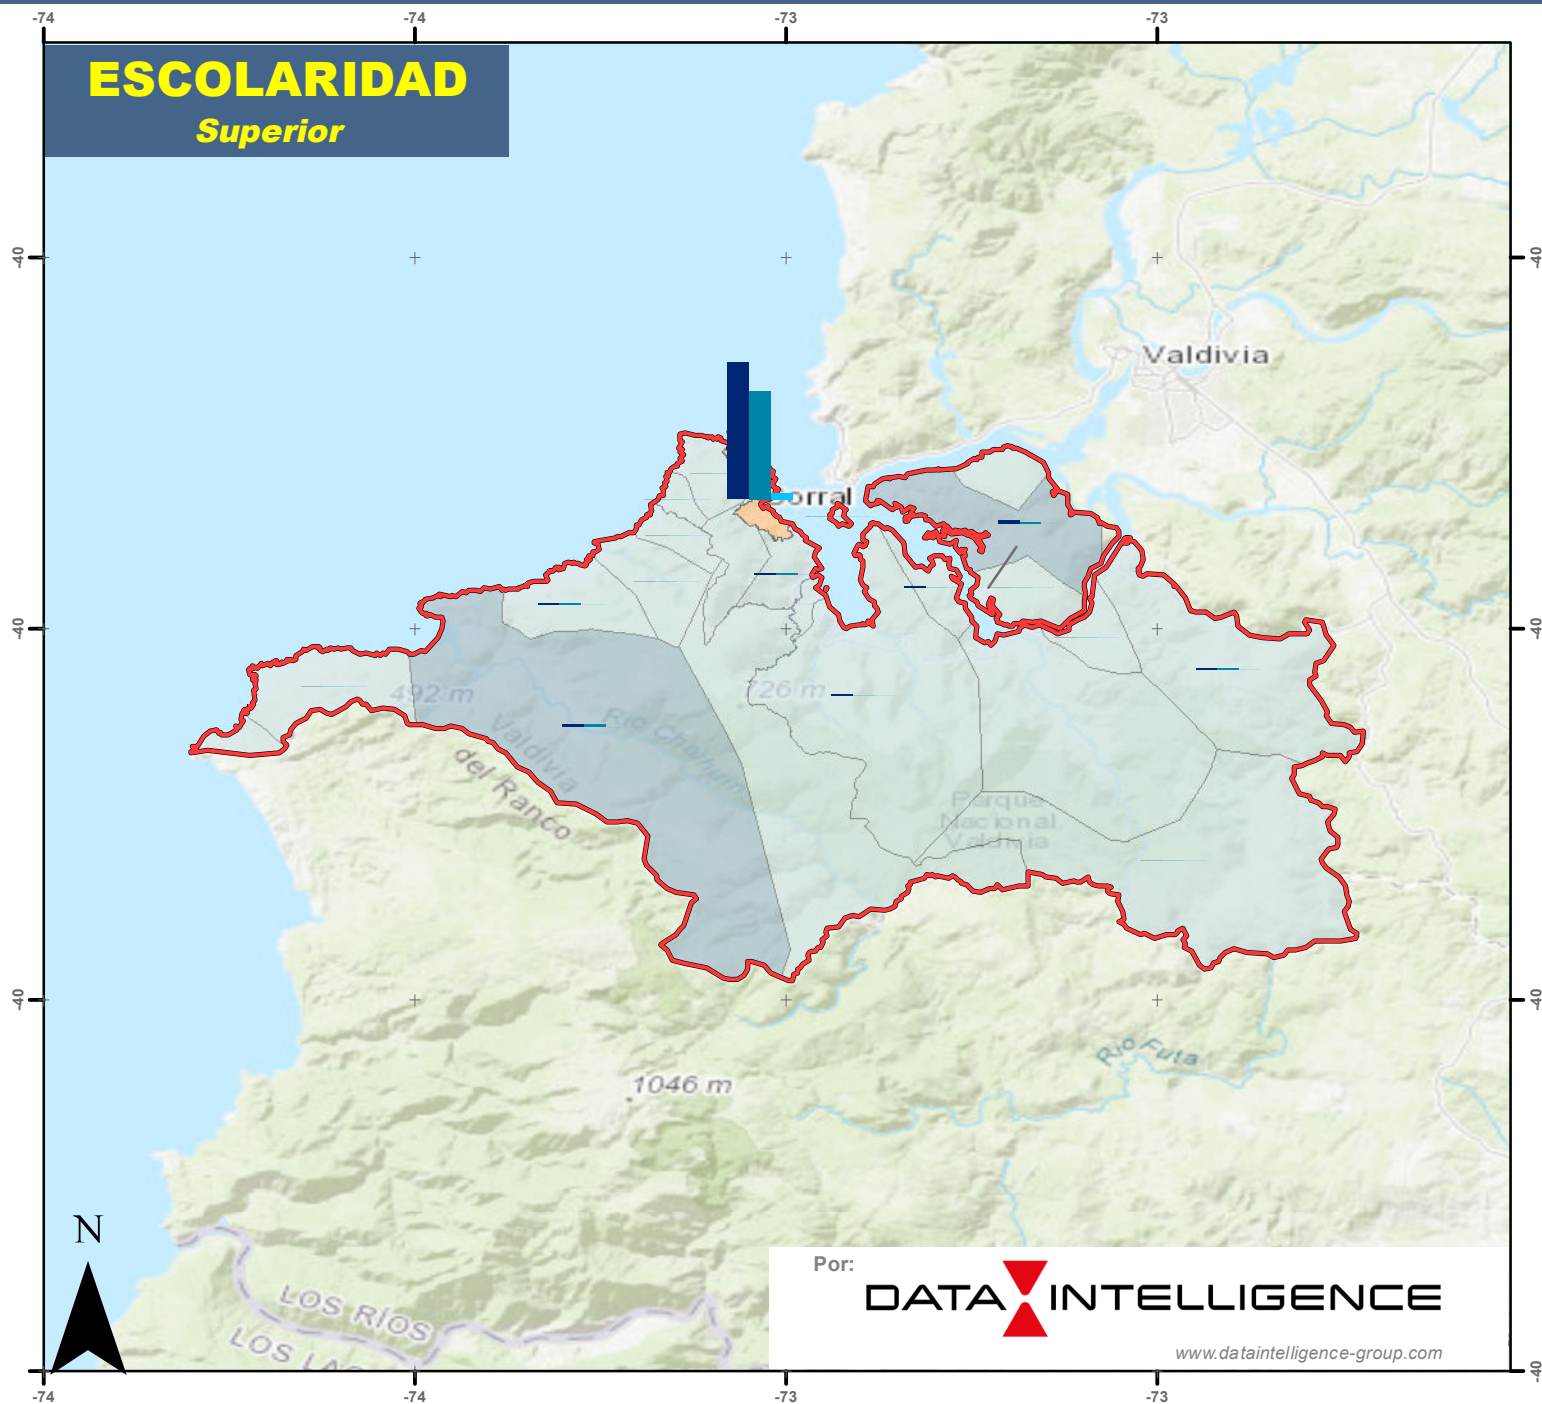 -74
-74
-73
-73
ESCOLARIDAD
Superior
-40
-40
Valdivia
Corral
-40
-40
492 m
726 m
Valdivia
Río Chaihuín
del Ranco
Parque
Nacional
Valdivia
-40
-40
Río Futa
1046 m
N
Por:
DATA INTELLIGENCE
www.dataintelligence-group.com
LOS RÍOS
LOS LAG
-40
-74
-74
-73
-73